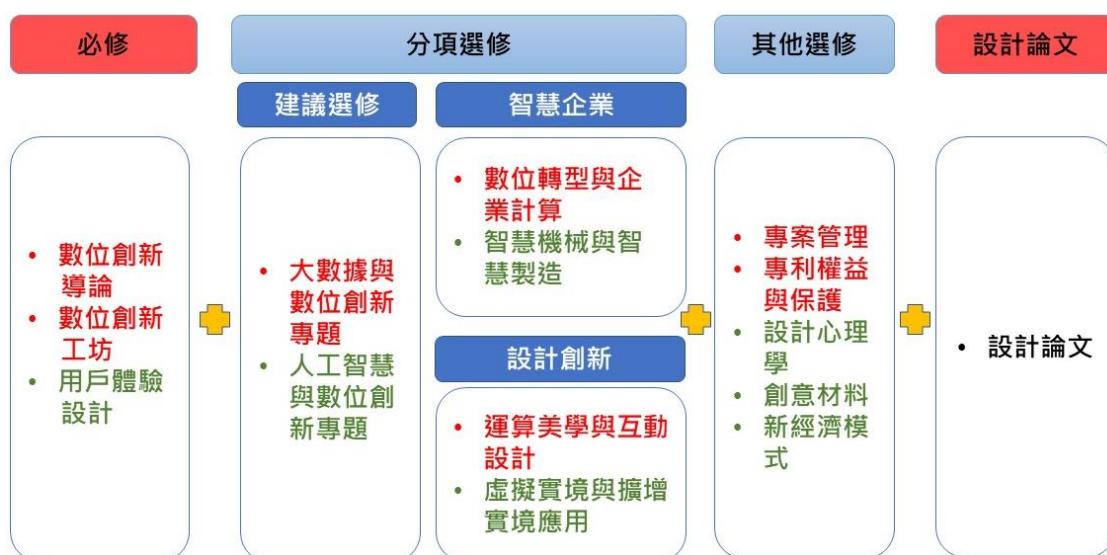 必修
分項選修
其他選修
設計論文
建議選修
智慧企業
• 數位創新
導論
• 數位創新
工坊
• 用戶體驗
設計
• 大數據與
數位創新
專題
• 人工智慧
與數位創
新專題
• 數位轉型與企
業計算
• 智慧機械與智
慧製造
設計創新
• 運算美學與互動
設計
• 虛擬實境與擴增
實境應用
• 專案管理
• 專利權益
與保護
• 設計心理
學
• 創意材料
• 新經濟模
式
• 設計論文